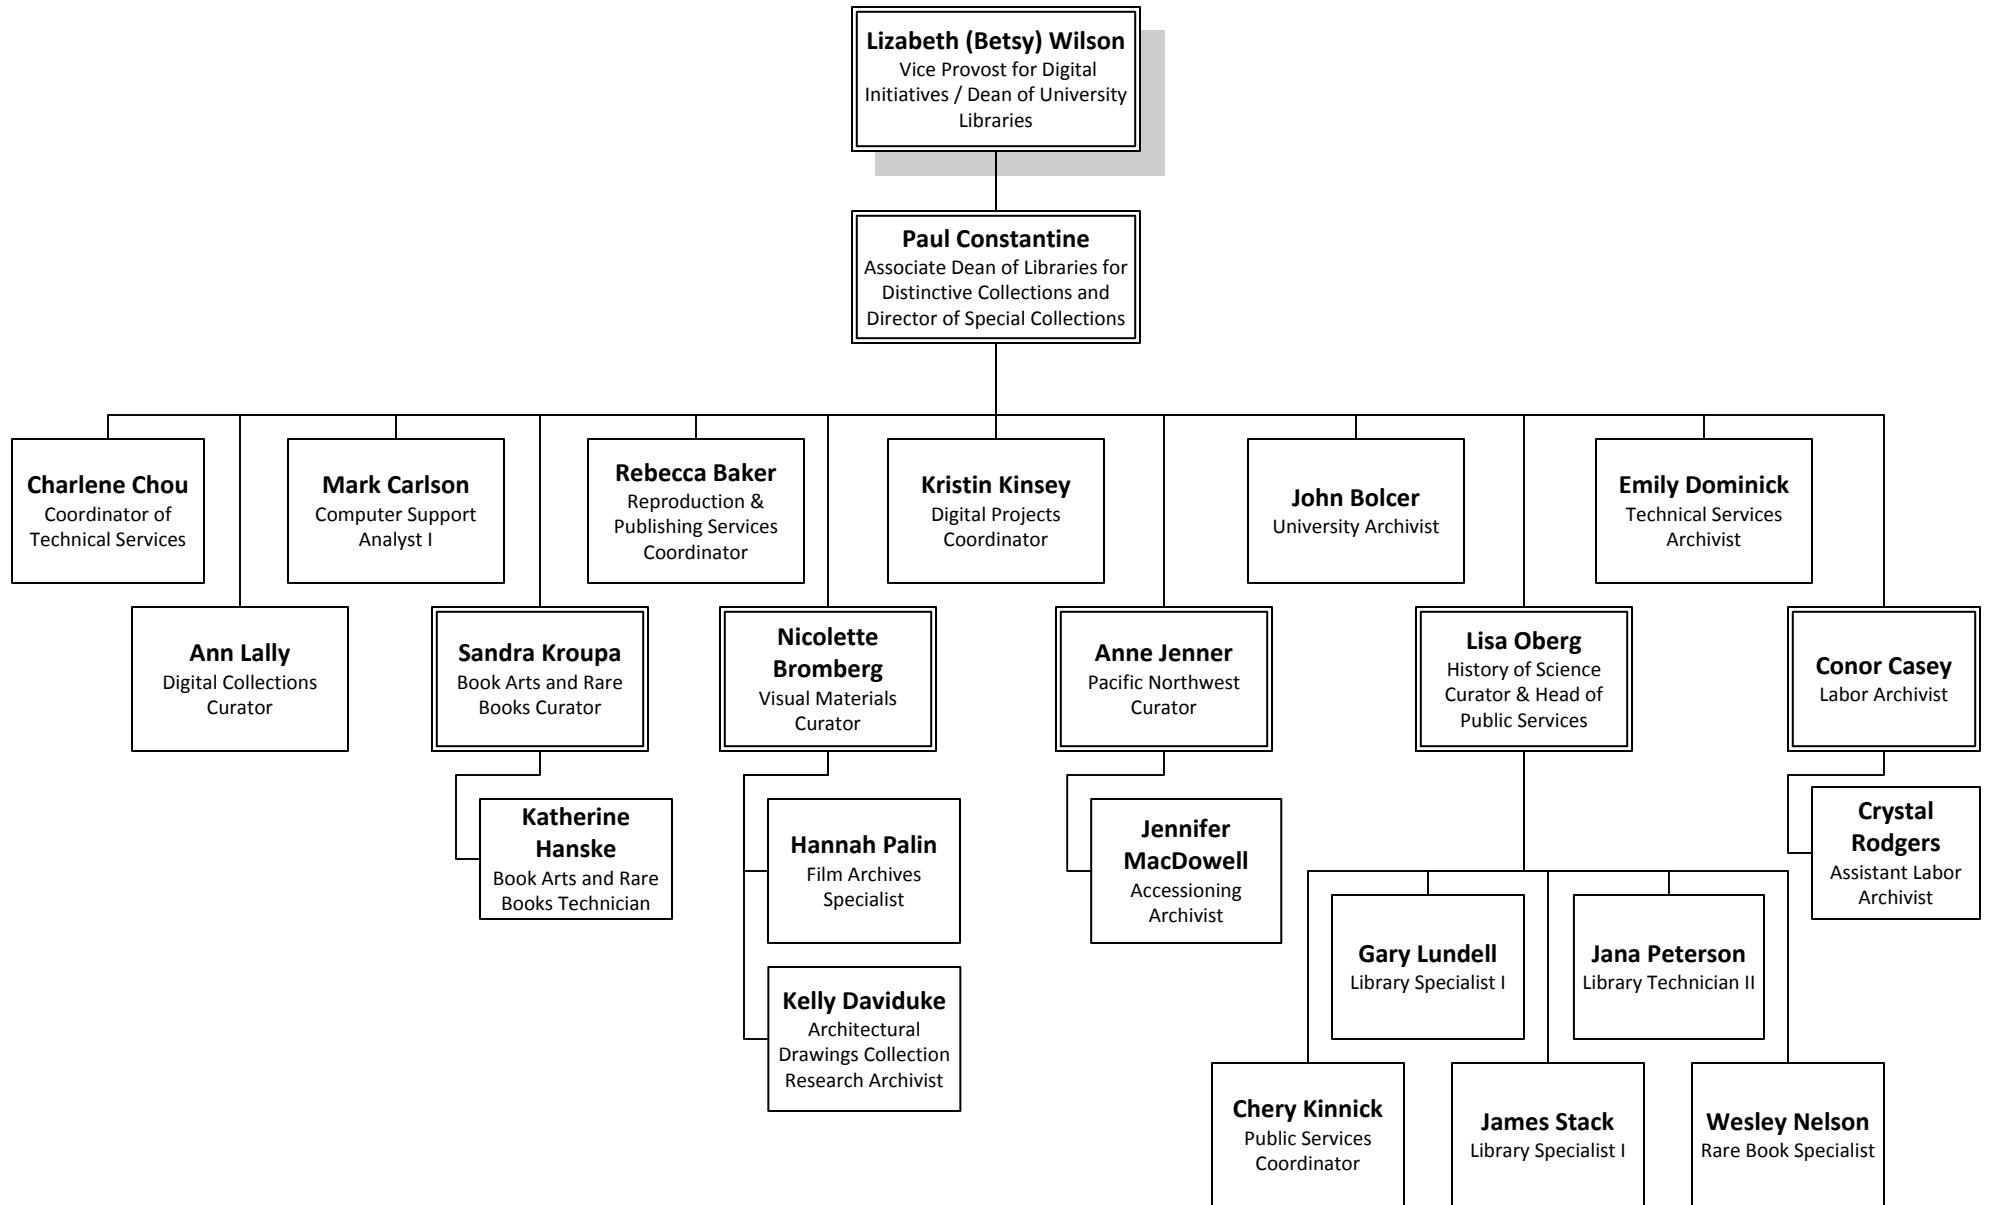 Lizabeth (Betsy) Wilson
Vice Provost for Digital
Initiatives / Dean of University
Libraries
Paul Constantine
Associate Dean of Libraries for
Distinctive Collections and
Director of Special Collections
Charlene Chou
Coordinator of
Technical Services
Mark Carlson
Computer Support
Analyst I
Rebecca Baker
Reproduction &
Publishing Services
Coordinator
Kristin Kinsey
Digital Projects
Coordinator
John Bolcer
University Archivist
Emily Dominick
Technical Services
Archivist
Ann Lally
Digital Collections
Curator
Sandra Kroupa
Book Arts and Rare
Books Curator
Nicolette
Bromberg
Visual Materials
Curator
Anne Jenner
Pacific Northwest
Curator
Lisa Oberg
History of Science
Curator & Head of
Public Services
Conor Casey
Labor Archivist
Katherine
Hanske
Book Arts and Rare
Books Technician
Hannah Palin
Film Archives
Specialist
Jennifer
MacDowell
Accessioning
Archivist
Crystal
Rodgers
Assistant Labor
Archivist
Gary Lundell
Library Specialist I
Jana Peterson
Library Technician II
Kelly Daviduke
Architectural
Drawings Collection
Research Archivist
Chery Kinnick
Public Services
Coordinator
James Stack
Library Specialist I
Wesley Nelson
Rare Book Specialist